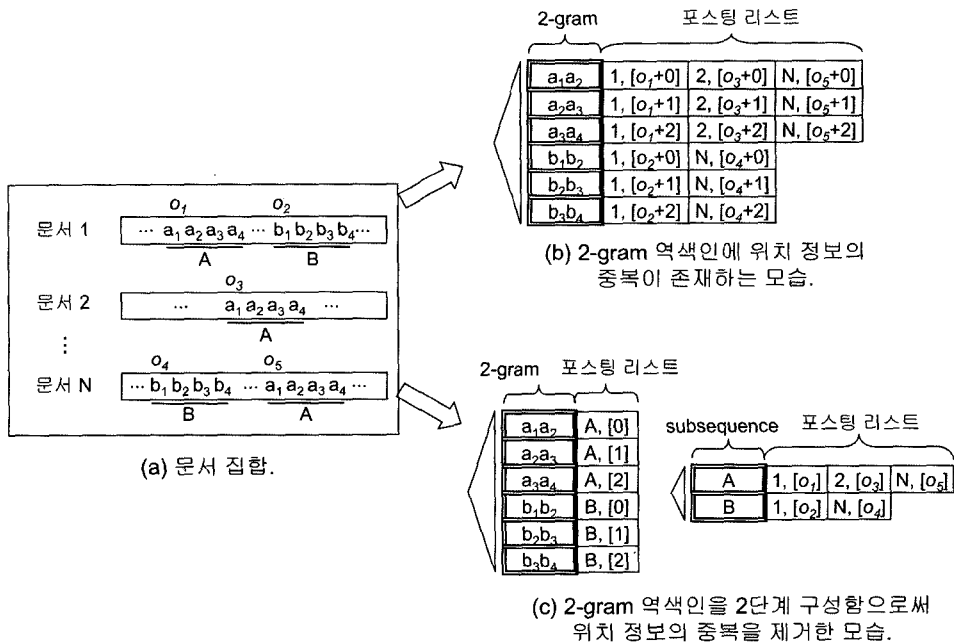 2-gram 포스팅 리스트
a₁a₂ 1, [o₁+0] 2, [o₃+0] N, [o₅+0]
a₂a₃ 1, [o₁+1] 2, [o₃+1] N, [o₅+1]
a₃a₄ 1, [o₁+2] 2, [o₃+2] N, [o₅+2]
b₁b₂ 1, [o₂+0] N, [o₄+0]
b₂b₃ 1, [o₂+1] N, [o₄+1]
b₃b₄ 1, [o₂+2] N, [o₄+2]
(b) 2-gram 역색인에 위치 정보의
중복이 존재하는 모습.
o₁ o₂
문서 1 ··· a₁ a₂ a₃ a₄ ··· b₁ b₂ b₃ b₄ ···
A B
o₃
문서 2 ··· a₁ a₂ a₃ a₄ ···
A
⋮
o₄ o₅
문서 N ··· b₁ b₂ b₃ b₄ ··· a₁ a₂ a₃ a₄ ···
B A
(a) 문서 집합.
2-gram 포스팅 리스트
a₁a₂ A, [0]
a₂a₃ A, [1]
a₃a₄ A, [2]
b₁b₂ B, [0]
b₂b₃ B, [1]
b₃b₄ B, [2]
subsequence 포스팅 리스트
A 1, [o₁] 2, [o₃] N, [o₅]
B 1, [o₂] N, [o₄]
(c) 2-gram 역색인을 2단계 구성함으로써
위치 정보의 중복을 제거한 모습.